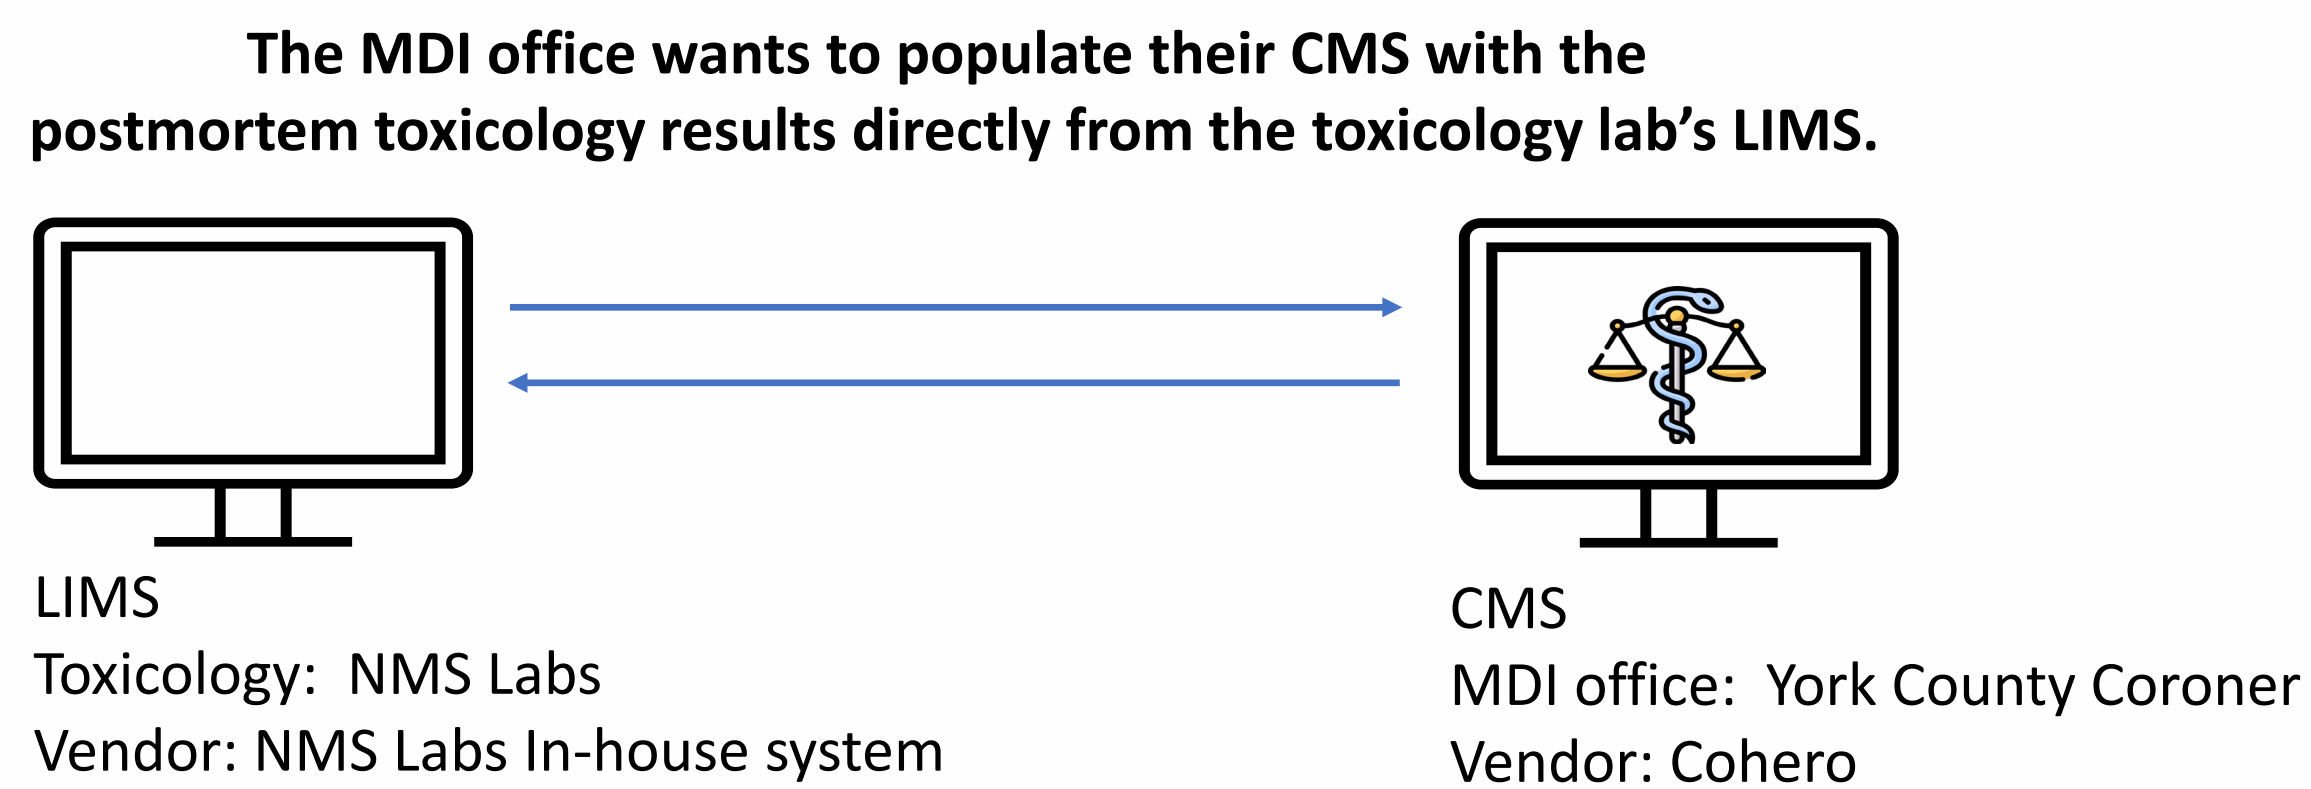 The MDI office wants to populate their CMS with the
postmortem toxicology results directly from the toxicology lab’s LIMS.
LIMS
Toxicology:  NMS Labs
Vendor: NMS Labs In-house system
CMS
MDI office:  York County Coroner
Vendor: Cohero